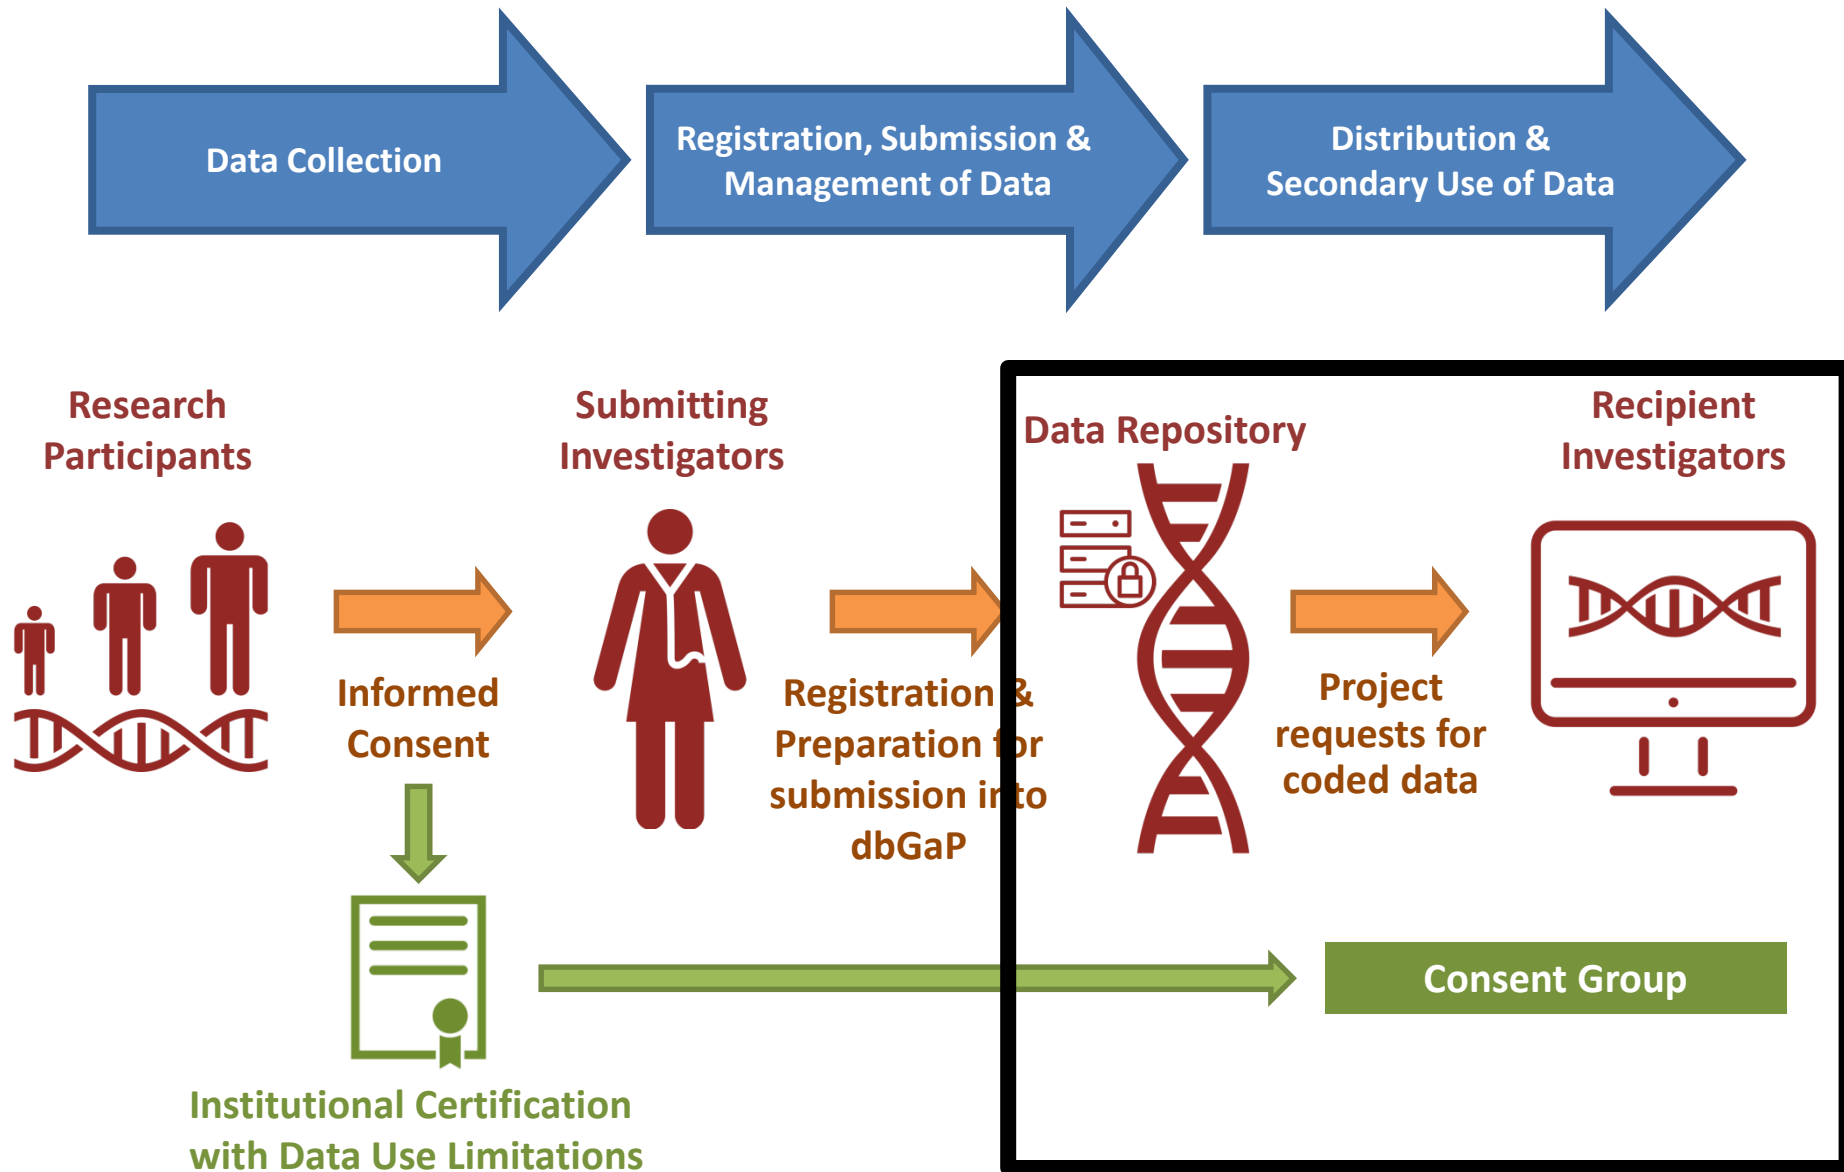 Data Collection
Registration, Submission &
Management of Data
Distribution &
Secondary Use of Data
Research
Participants
Submitting
Investigators
Data Repository
Recipient
Investigators
Informed
Consent
Registration &
Preparation for
submission into
dbGaP
Project
requests for
coded data
Consent Group
Institutional Certification
with Data Use Limitations